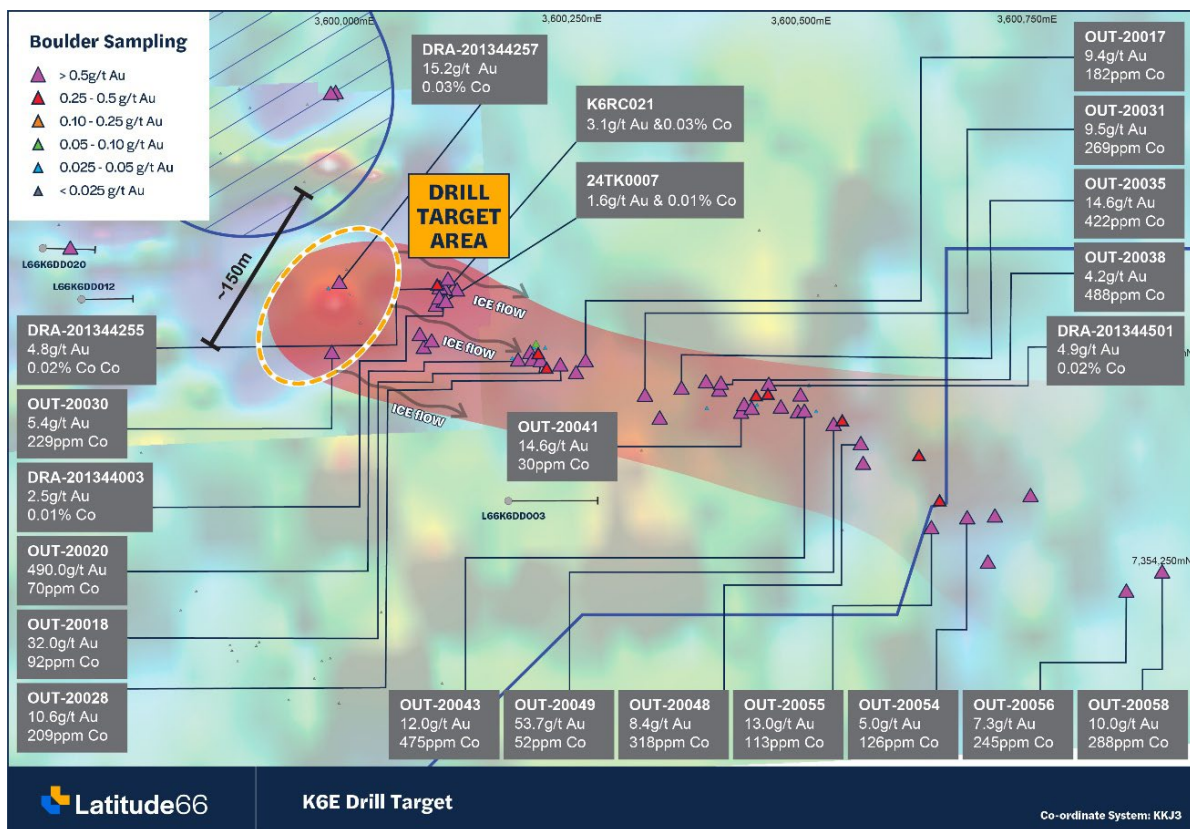 3,600,000mE
3,600,250mE
3,600,500mE
3,600,750mE
Boulder Sampling
> 0.5g/t Au
0.25 - 0.5 g/t Au
0.10 - 0.25 g/t Au
0.05 - 0.10 g/t Au
0.025 - 0.05 g/t Au
< 0.025 g/t Au
DRA-201344257
15.2g/t Au
0.03% Co
K6RC021
3.1g/t Au &0.03% Co
24TK0007
1.6g/t Au & 0.01% Co
DRILL
TARGET
AREA
OUT-20017
9.4g/t Au
182ppm Co
OUT-20031
9.5g/t Au
269ppm Co
OUT-20035
14.6g/t Au
422ppm Co
OUT-20038
4.2g/t Au
488ppm Co
DRA-201344501
4.9g/t Au
0.02% Co
L66K6DD020
L66K6DD012
~150m
ICE flow
ICE flow
ICE flow
DRA-201344255
4.8g/t Au
0.02% Co Co
OUT-20030
5.4g/t Au
229ppm Co
DRA-201344003
2.5g/t Au
0.01% Co
OUT-20020
490.0g/t Au
70ppm Co
OUT-20018
32.0g/t Au
92ppm Co
OUT-20028
10.6g/t Au
209ppm Co
OUT-20041
14.6g/t Au
30ppm Co
L66K6DD003
7,354,250mN
OUT-20043
12.0g/t Au
475ppm Co
OUT-20049
53.7g/t Au
52ppm Co
OUT-20048
8.4g/t Au
318ppm Co
OUT-20055
13.0g/t Au
113ppm Co
OUT-20054
5.0g/t Au
126ppm Co
OUT-20056
7.3g/t Au
245ppm Co
OUT-20058
10.0g/t Au
288ppm Co
Latitude66
K6E Drill Target
Co-ordinate System: KKJ3